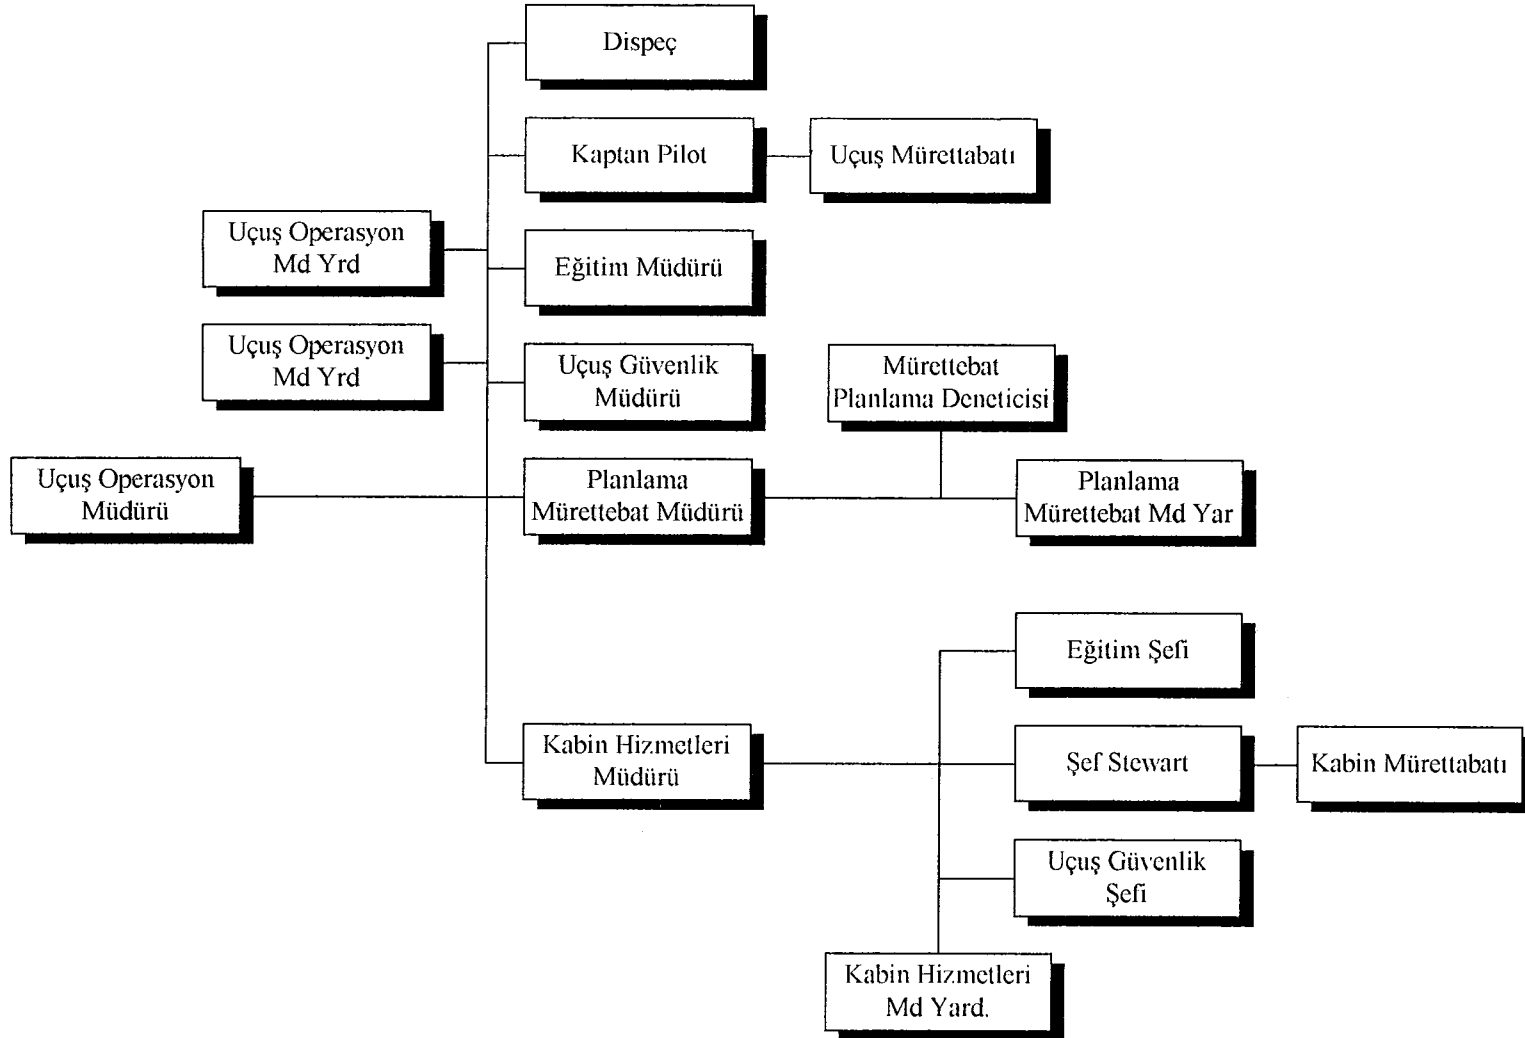 Dispeç
Kaptan Pilot
Uçuş Mürettabatı
Uçuş Operasyon
Md Yrd
Eğitim Müdürü
Uçuş Operasyon
Md Yrd
Uçuş Güvenlik
Müdürü
Mürettebat
Planlama Deneticisi
Uçuş Operasyon
Müdürü
Planlama
Mürettebat Müdürü
Planlama
Mürettebat Md Yar
Eğitim Şefi
Kabin Hizmetleri
Müdürü
Şef Stewart
Kabin Mürettabatı
Uçuş Güvenlik
Şefi
Kabin Hizmetleri
Md Yard.